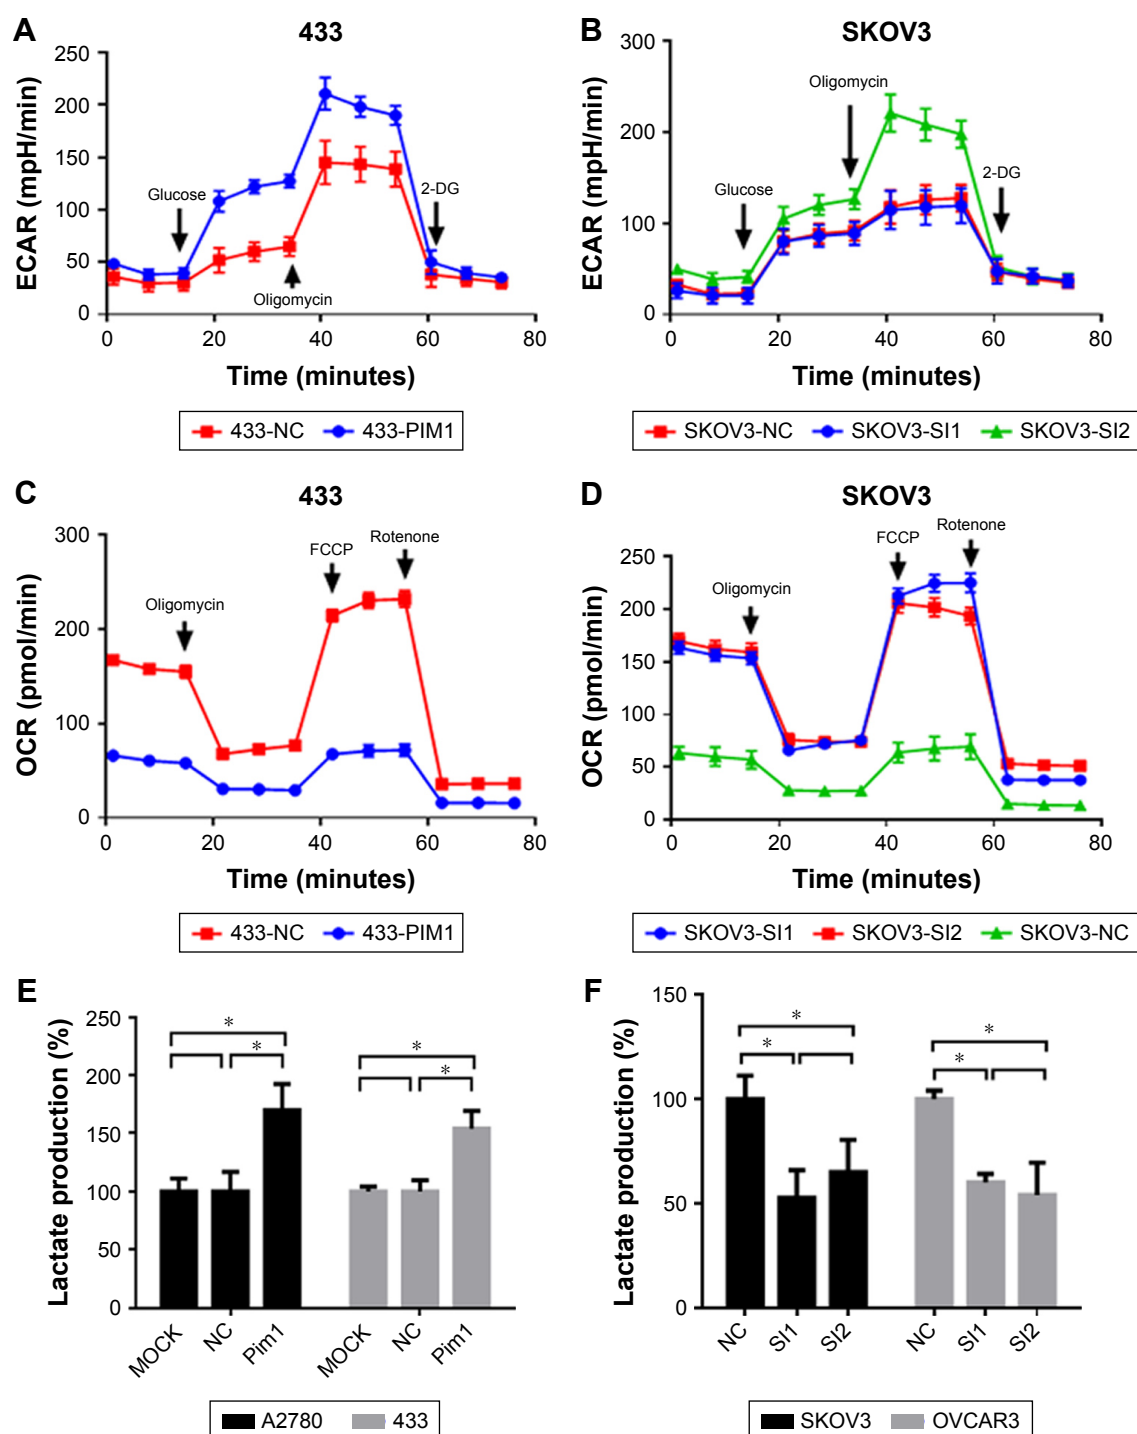 A
433
ECAR (mpH/min)
250
200
150
100
50
0
Glucose
Oligomycin
2-DG
0 20 40 60 80
Time (minutes)
433-NC 433-PIM1
B
SKOV3
ECAR (mpH/min)
300
200
100
0
Glucose
Oligomycin
2-DG
0 20 40 60 80
Time (minutes)
SKOV3-NC SKOV3-SI1 SKOV3-SI2
C
433
OCR (pmol/min)
300
200
100
0
Oligomycin
FCCP
Rotenone
0 20 40 60 80
Time (minutes)
433-NC 433-PIM1
D
SKOV3
OCR (pmol/min)
250
200
150
100
50
0
Oligomycin
FCCP
Rotenone
0 20 40 60 80
Time (minutes)
SKOV3-SI1 SKOV3-SI2 SKOV3-NC
E
Lactate production (%)
250
200
150
100
50
0
*
*
*
*
MOCK NC Pim1 MOCK NC Pim1
A2780 433
F
Lactate production (%)
150
100
50
0
*
*
*
*
NC SI1 SI2 NC SI1 SI2
SKOV3 OVCAR3